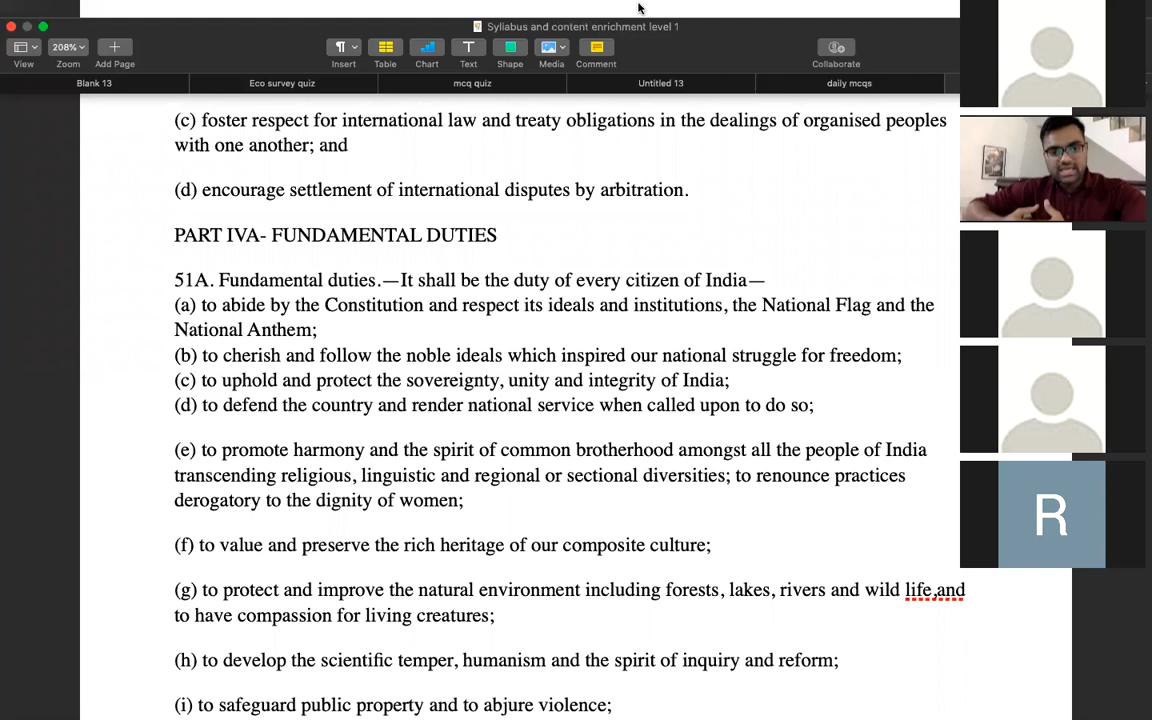 Syllabus and content enrichment level 1
208%
View
Zoom
Add Page
Insert
Table
Chart
Text
Shape
Media
Comment
Collaborate
Blank 13
Eco survey quiz
mcq quiz
Untitled 13
daily mcqs
(c) foster respect for international law and treaty obligations in the dealings of organised peoples
with one another; and
(d) encourage settlement of international disputes by arbitration.
PART IVA- FUNDAMENTAL DUTIES
51A. Fundamental duties.—It shall be the duty of every citizen of India—
(a) to abide by the Constitution and respect its ideals and institutions, the National Flag and the
National Anthem;
(b) to cherish and follow the noble ideals which inspired our national struggle for freedom;
(c) to uphold and protect the sovereignty, unity and integrity of India;
(d) to defend the country and render national service when called upon to do so;
(e) to promote harmony and the spirit of common brotherhood amongst all the people of India
transcending religious, linguistic and regional or sectional diversities; to renounce practices
derogatory to the dignity of women;
(f) to value and preserve the rich heritage of our composite culture;
(g) to protect and improve the natural environment including forests, lakes, rivers and wild life,and
to have compassion for living creatures;
(h) to develop the scientific temper, humanism and the spirit of inquiry and reform;
(i) to safeguard public property and to abjure violence;
R